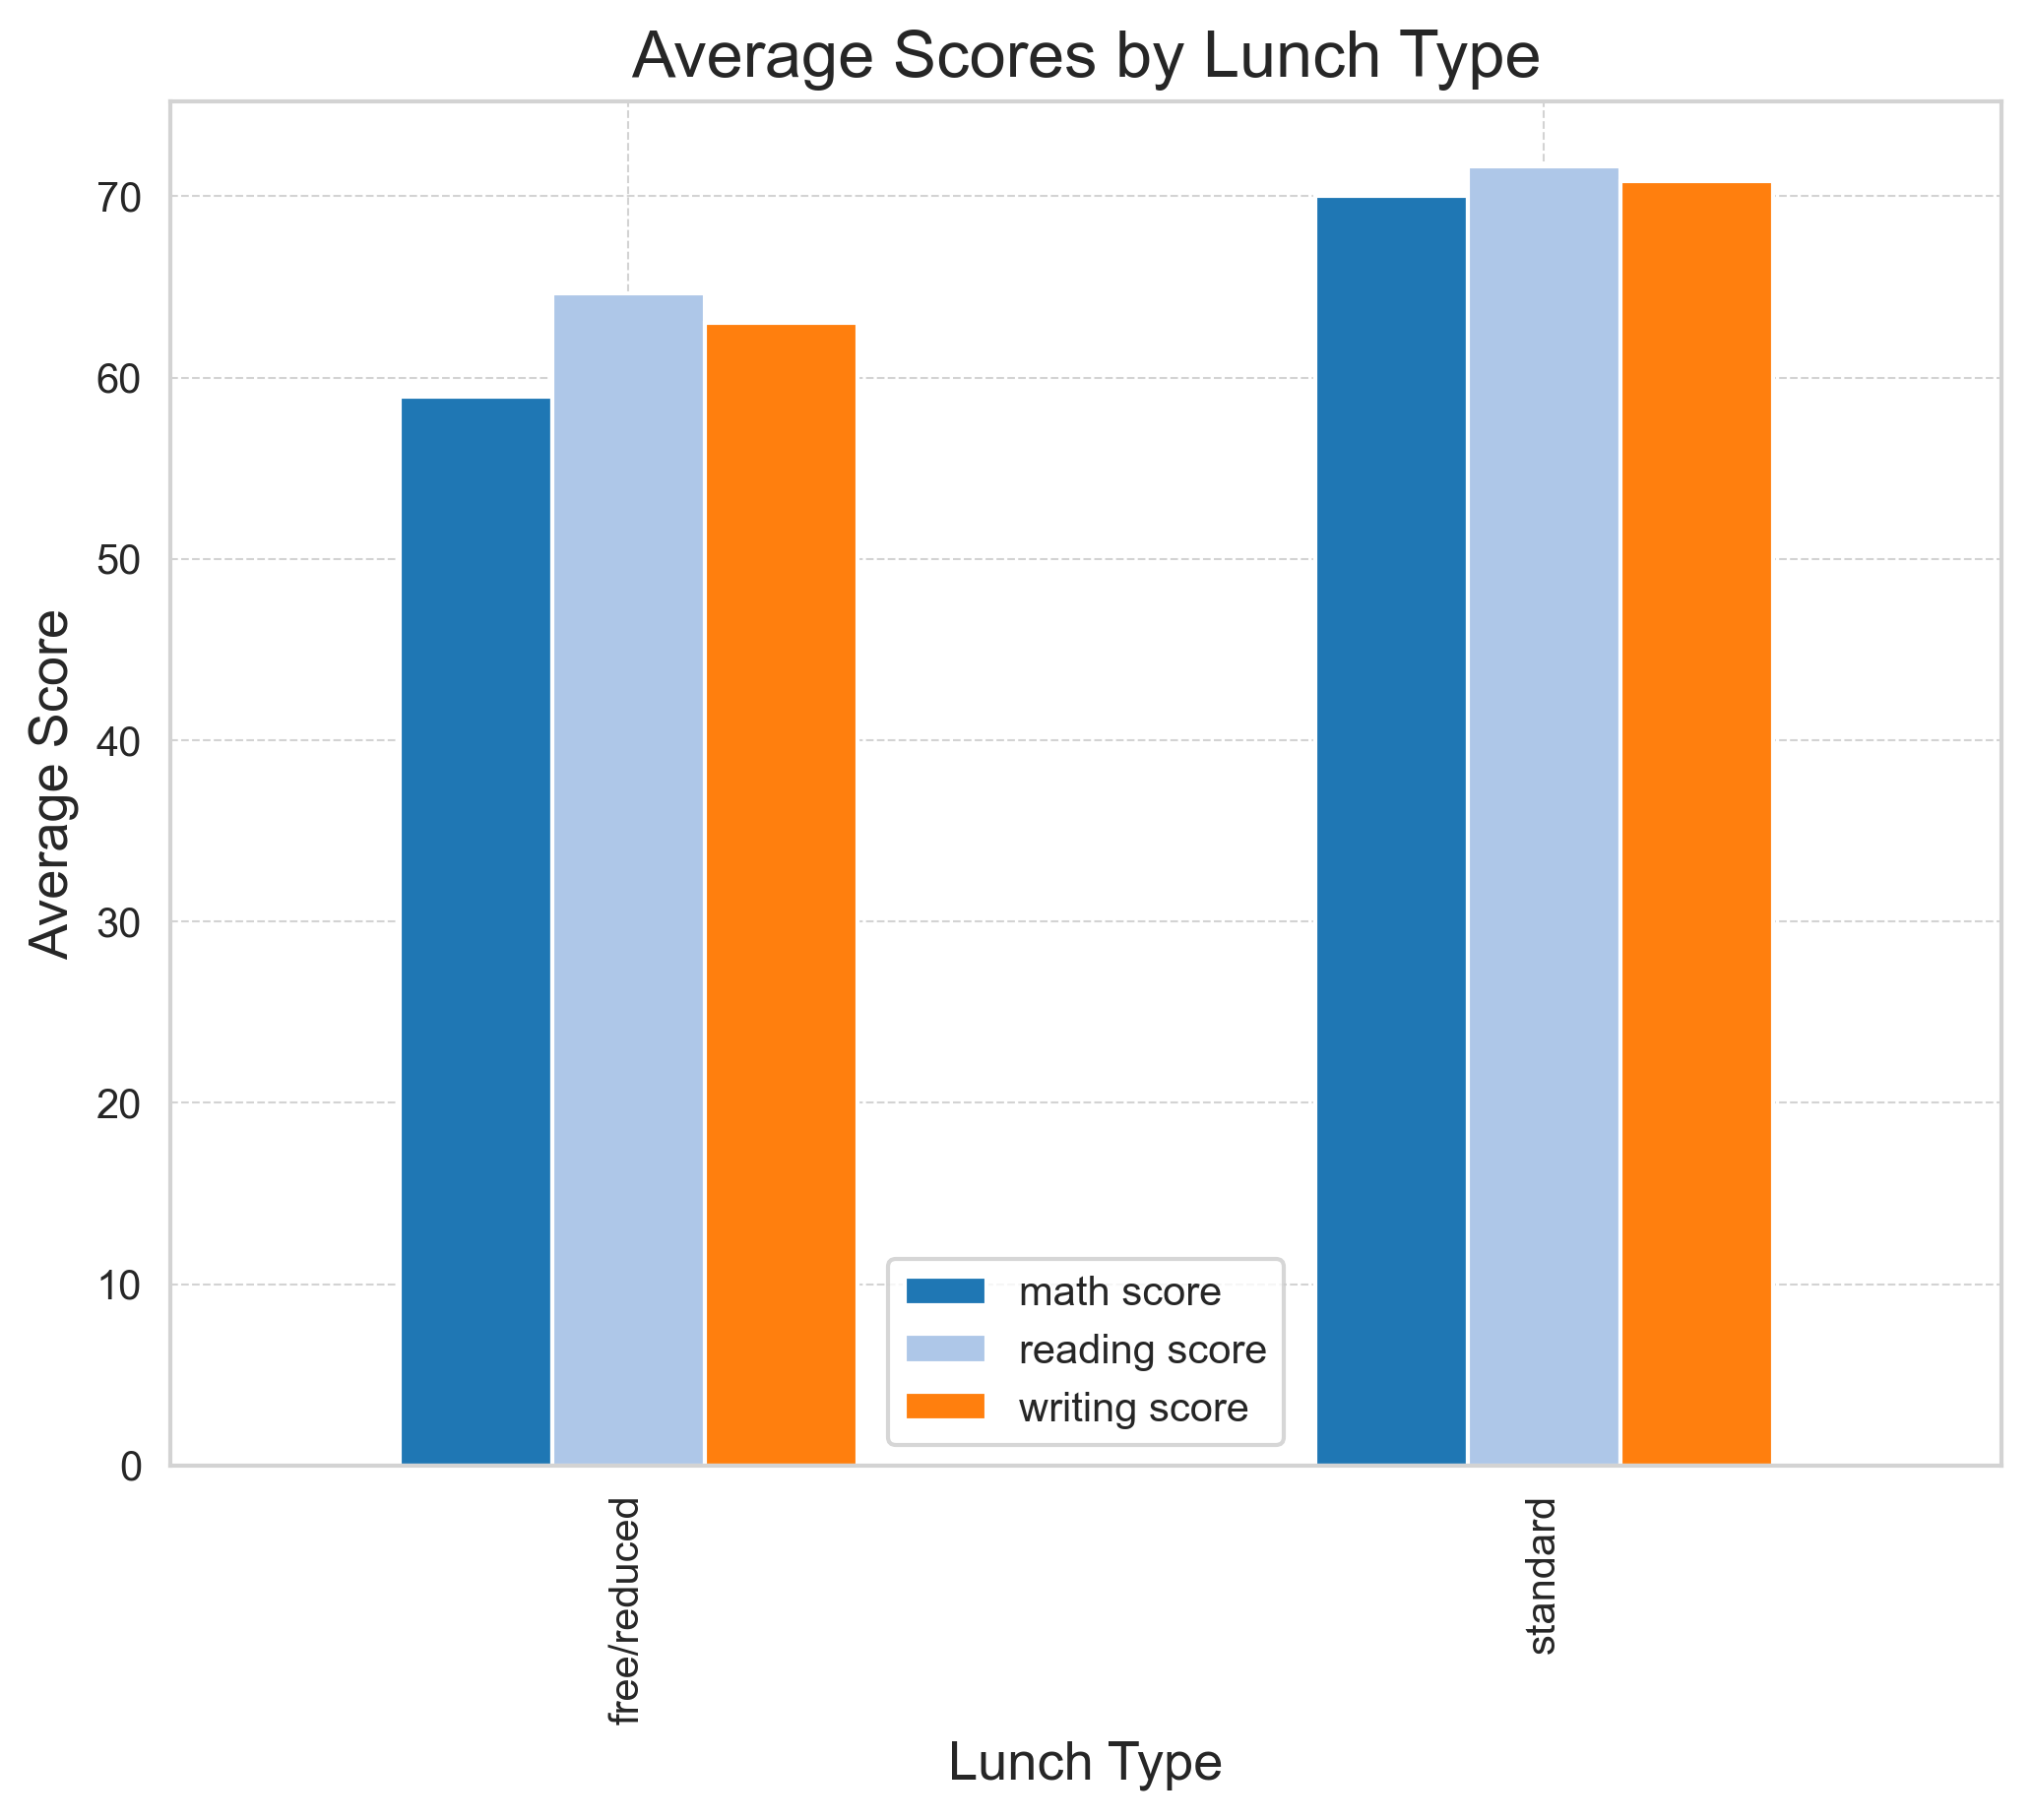 Average Scores by Lunch Type
Average Score
70
60
50
40
30
20
10
0
math score
reading score
writing score
free/reduced
standard
Lunch Type